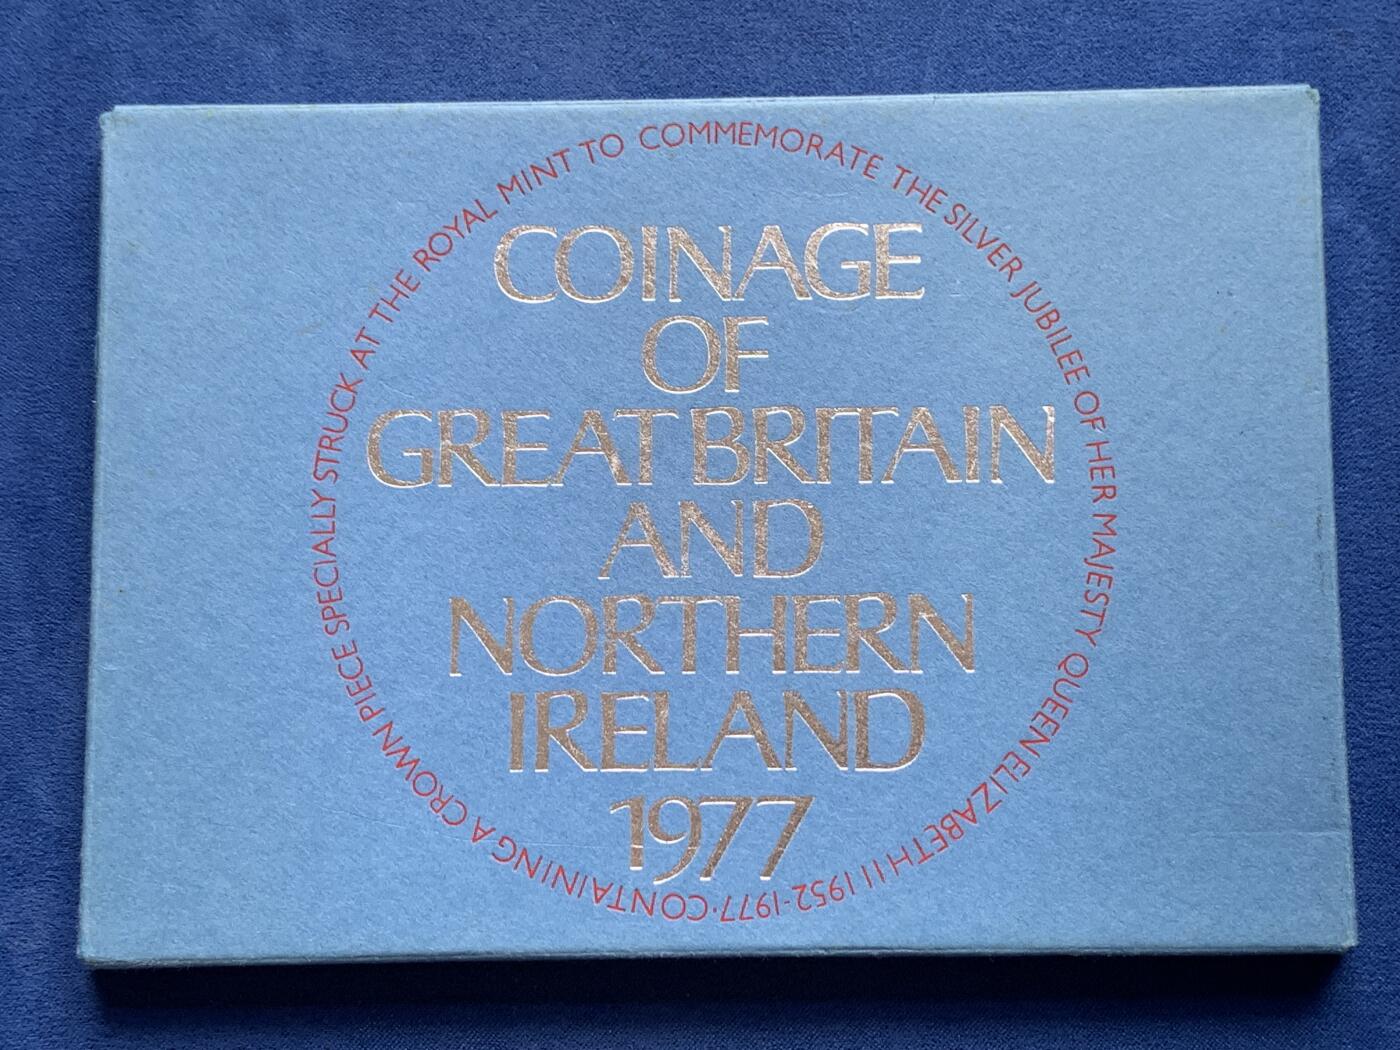 COINAGE
OF
GREAT BRITAIN
AND
NORTHERN
IRELAND
1977
CONTAINING A CROWN PIECE SPECIALLY STRUCK AT THE ROYAL MINT TO COMMEMORATE THE SILVER JUBILEE OF HER MAJESTY QUEEN ELIZABETH II 1952-1977·